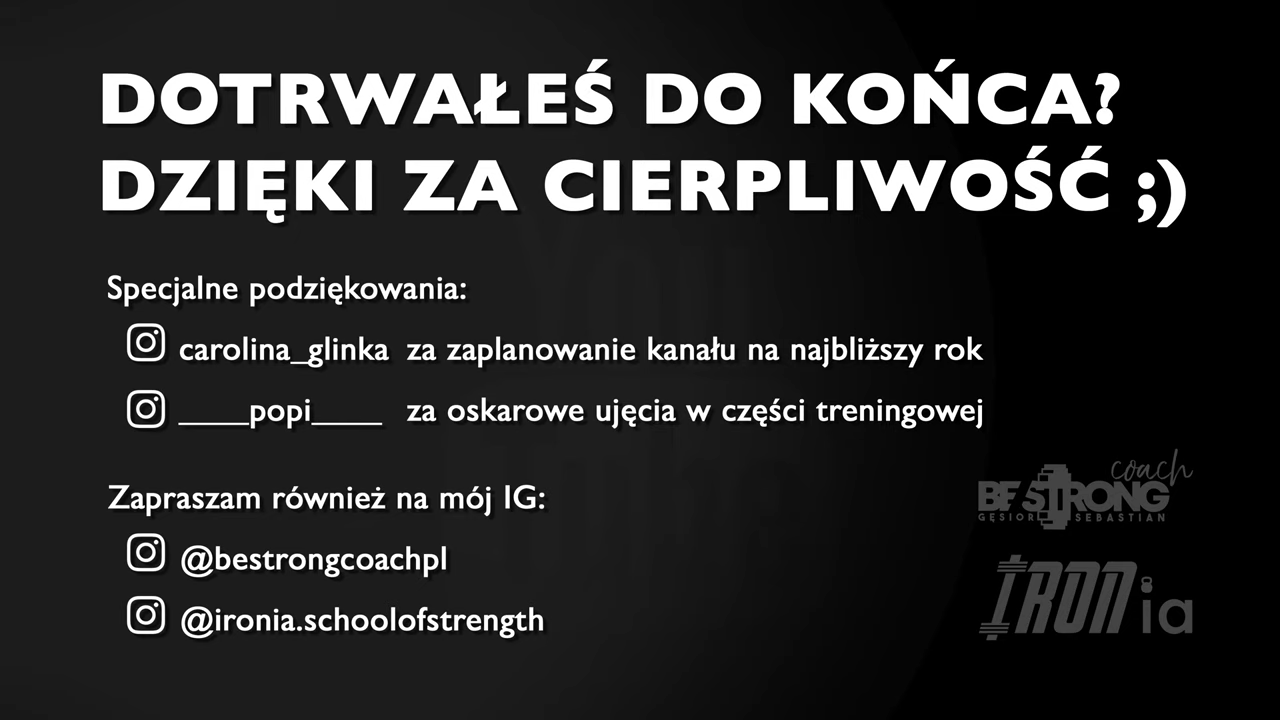 DOTRWAŁEŚ DO KOŃCA?
DZIĘKI ZA CIERPLIWOŚĆ ;)
Specjalne podziękowania:
carolina_glinka za zaplanowanie kanału na najbliższy rok
____popi____ za oskarowe ujęcia w części treningowej
Zapraszam również na mój IG:
@bestrongcoachpl
@ironia.schoolofstrength
coach
BE STRONG
GĘSIOR SEBASTIAN
IRONia